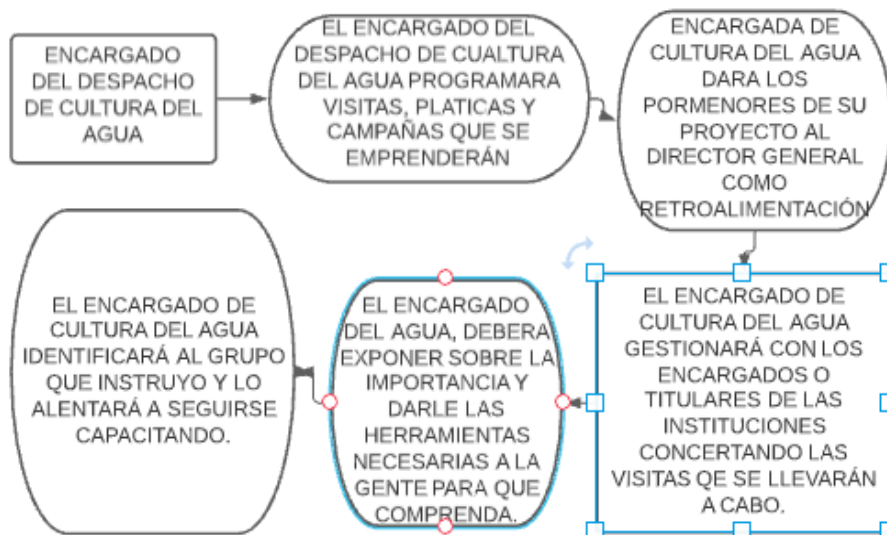 ENCARGADO
DEL DESPACHO
DE CULTURA DEL
AGUA
EL ENCARGADO DEL
DESPACHO DE CUALTURA
DEL AGUA PROGRAMARA
VISITAS, PLATICAS Y
CAMPAÑAS QUE SE
EMPRENDERÁN
ENCARGADA DE
CULTURA DEL AGUA
DARA LOS
PORMENORES DE SU
PROYECTO AL
DIRECTOR GENERAL
COMO
RETROALIMENTACIÓN
EL ENCARGADO DE
CULTURA DEL AGUA
GESTIONARÁ CON LOS
ENCARGADOS O
TITULARES DE LAS
INSTITUCIONES
CONCERTANDO LAS
VISITAS QE SE LLEVARÁN
A CABO.
EL ENCARGADO
DEL AGUA, DEBERA
EXPONER SOBRE LA
IMPORTANCIA Y
DARLE LAS
HERRAMIENTAS
NECESARIAS A LA
GENTE PARA QUE
COMPRENDA.
EL ENCARGADO DE
CULTURA DEL AGUA
IDENTIFICARÁ AL GRUPO
QUE INSTRUYO Y LO
ALENTARÁ A SEGUIRSE
CAPACITANDO.